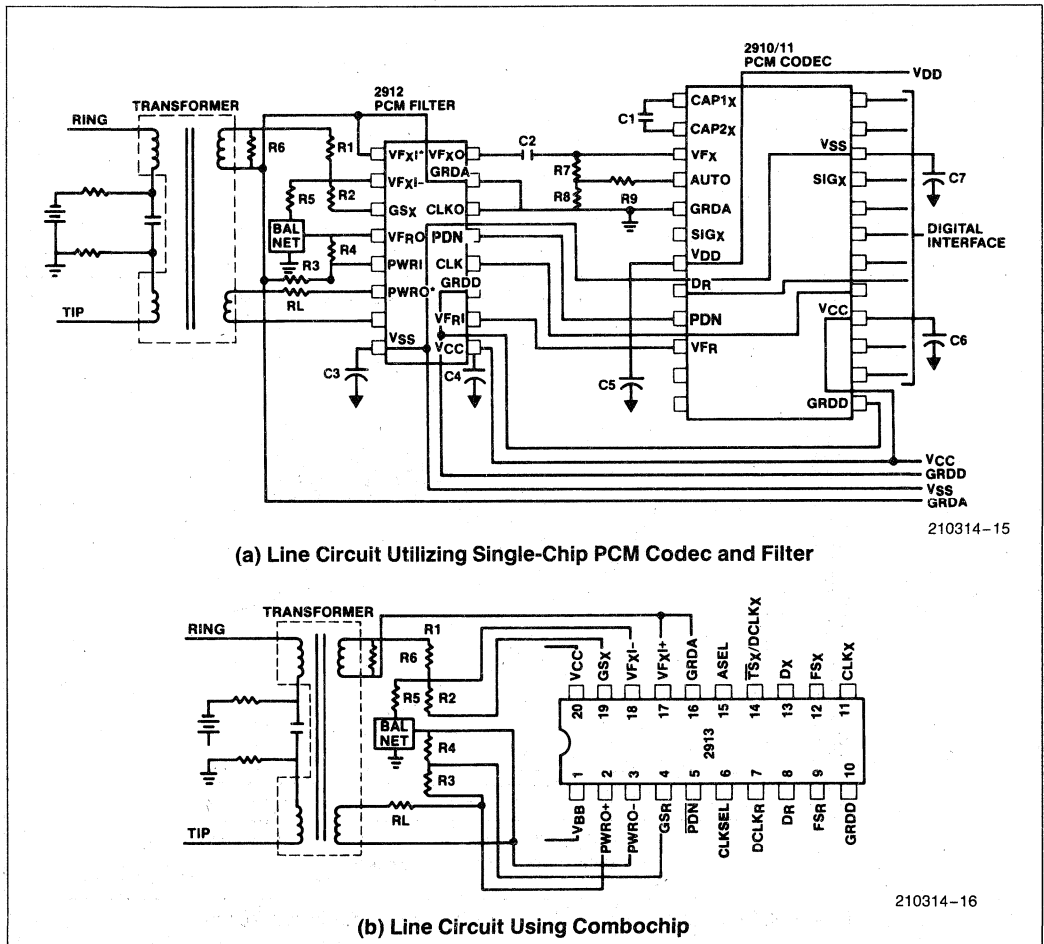 2910/11
PCM CODEC
VDD
2912
PCM FILTER
TRANSFORMER
RING
R6
R1
R2
R5
BAL
NET
R4
R3
RL
TIP
VFXI+
VFXO
GRDA
VFXI-
GSX
CLKO
VFRO
PDN
PWRI
CLK
GRDD
PWRO+
VFRI
VSS
VCC
C3
C4
C2
R7
R8
R9
C1
CAP1X
CAP2X
VFX
AUTO
GRDA
SIGX
VDD
DR
PDN
VFR
C5
VSS
SIGX
C7
DIGITAL
INTERFACE
VCC
C6
GRDD
VCC
GRDD
VSS
GRDA
210314-15
(a) Line Circuit Utilizing Single-Chip PCM Codec and Filter
TRANSFORMER
RING
R1
R6
R5
R2
BAL
NET
R4
R3
RL
TIP
VCC
GSX
VFXI-
VFXI+
GRDA
ASEL
TSX/DCLKX
DX
FSX
CLKX
20 19 18 17 16 15 14 13 12 11
2913
1 2 3 4 5 6 7 8 9 10
VBB
PWRO+
PWRO-
GSR
PDN
CLKSEL
DCLKR
DR
FSR
GRDD
210314-16
(b) Line Circuit Using Combochip